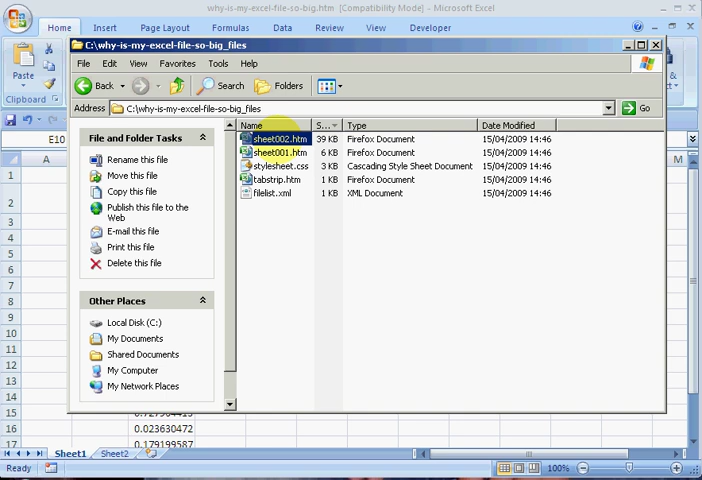 why-is-my-excel-file-so-big.htm [Compatibility Mode] - Microsoft Excel
Home Insert Page Layout Formulas Data Review View Developer
Paste
Clipboard
E10
C:\why-is-my-excel-file-so-big_files
File Edit View Favorites Tools Help
Back Search Folders
Address C:\why-is-my-excel-file-so-big_files Go
File and Folder Tasks
Rename this file
Move this file
Copy this file
Publish this file to the
Web
E-mail this file
Print this file
Delete this file
Other Places
Local Disk (C:)
My Documents
Shared Documents
My Computer
My Network Places
Name S... Type Date Modified
sheet002.htm 39 KB Firefox Document 15/04/2009 14:46
sheet001.htm 6 KB Firefox Document 15/04/2009 14:46
stylesheet.css 2 KB Cascading Style Sheet Document 15/04/2009 14:46
tabstrip.htm 1 KB Firefox Document 15/04/2009 14:46
filelist.xml 1 KB XML Document 15/04/2009 14:46
A M
1
2
3
4
5
6
7
8
9
10
11
12
13
14
15
16 0.023630472
17 0.179199587
Sheet1 Sheet2
Ready 100%